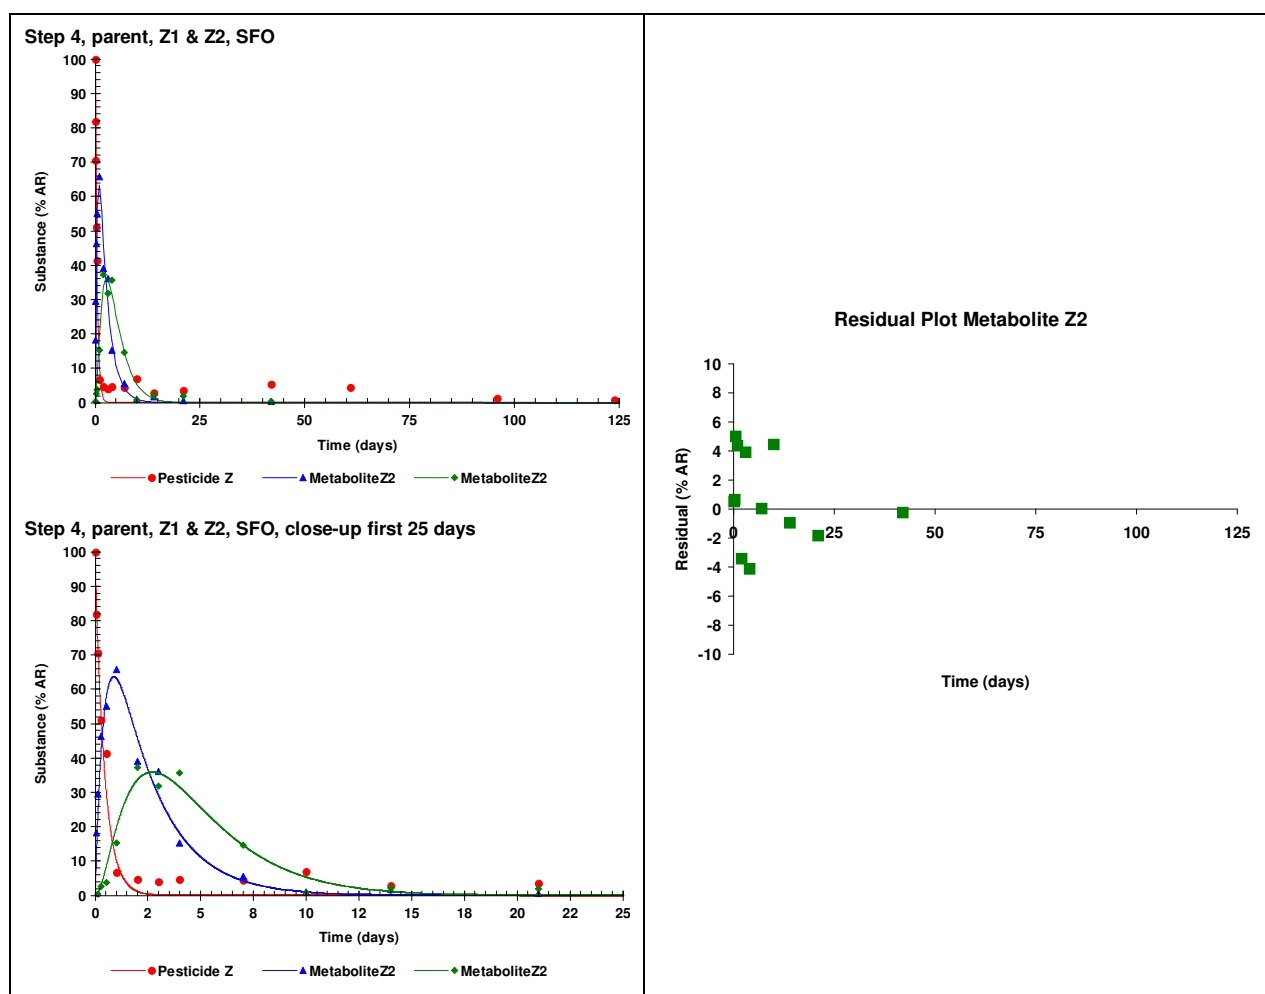 Step 4, parent, Z1 & Z2, SFO
100
90
80
70
60
50
40
30
20
10
0
Substance (% AR)
0 25 50 75 100 125
Time (days)
Pesticide Z MetaboliteZ2 MetaboliteZ2
Step 4, parent, Z1 & Z2, SFO, close-up first 25 days
100
90
80
70
60
50
40
30
20
10
0
Substance (% AR)
0 2 5 8 10 13 15 18 20 22 25
Time (days)
Pesticide Z MetaboliteZ2 MetaboliteZ2
Residual Plot Metabolite Z2
10
8
6
4
2
0
-2
-4
-6
-8
-10
Residual (% AR)
0 25 50 75 100 125
Time (days)